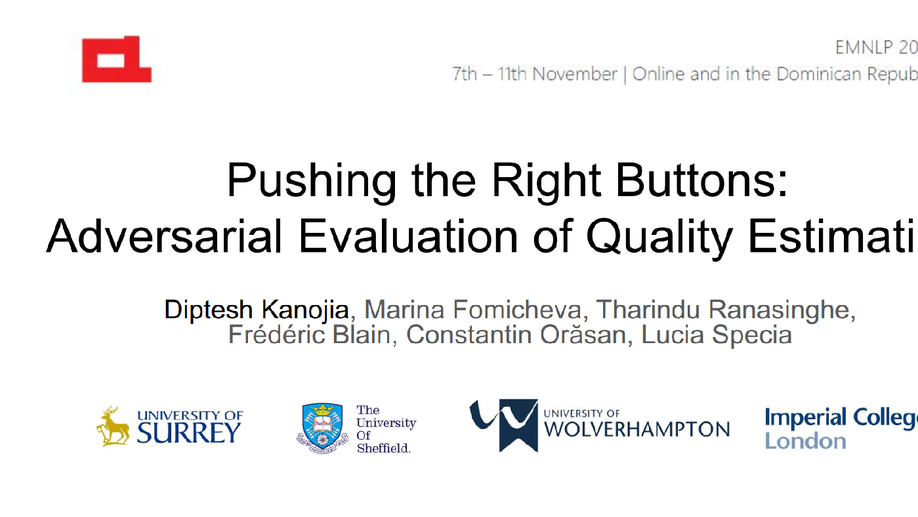 EMNLP 20
7th – 11th November | Online and in the Dominican Repub
Pushing the Right Buttons:
Adversarial Evaluation of Quality Estimati
Diptesh Kanojia, Marina Fomicheva, Tharindu Ranasinghe,
Frédéric Blain, Constantin Orăsan, Lucia Specia
UNIVERSITY OF
SURREY
The
University
Of
Sheffield.
UNIVERSITY OF
WOLVERHAMPTON
Imperial College
London